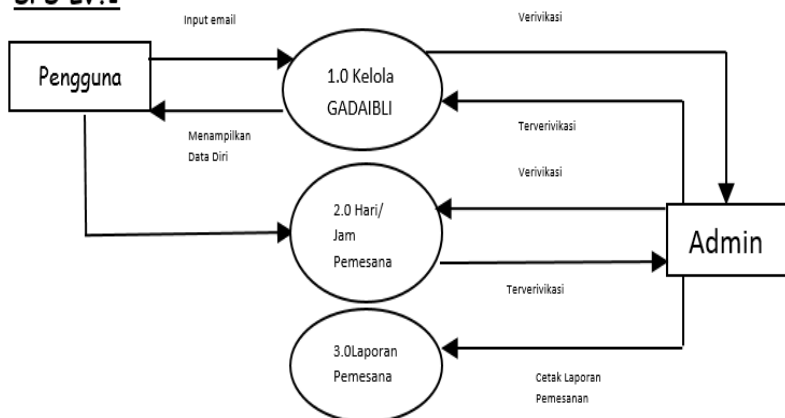 Input email
Verivikasi
Pengguna
1.0 Kelola
GADAIBLI
Menampilkan
Data Diri
Terverivikasi
Verivikasi
2.0 Hari/
Jam
Pemesana
Admin
Terverivikasi
3.0Laporan
Pemesana
Cetak Laporan
Pemesanan